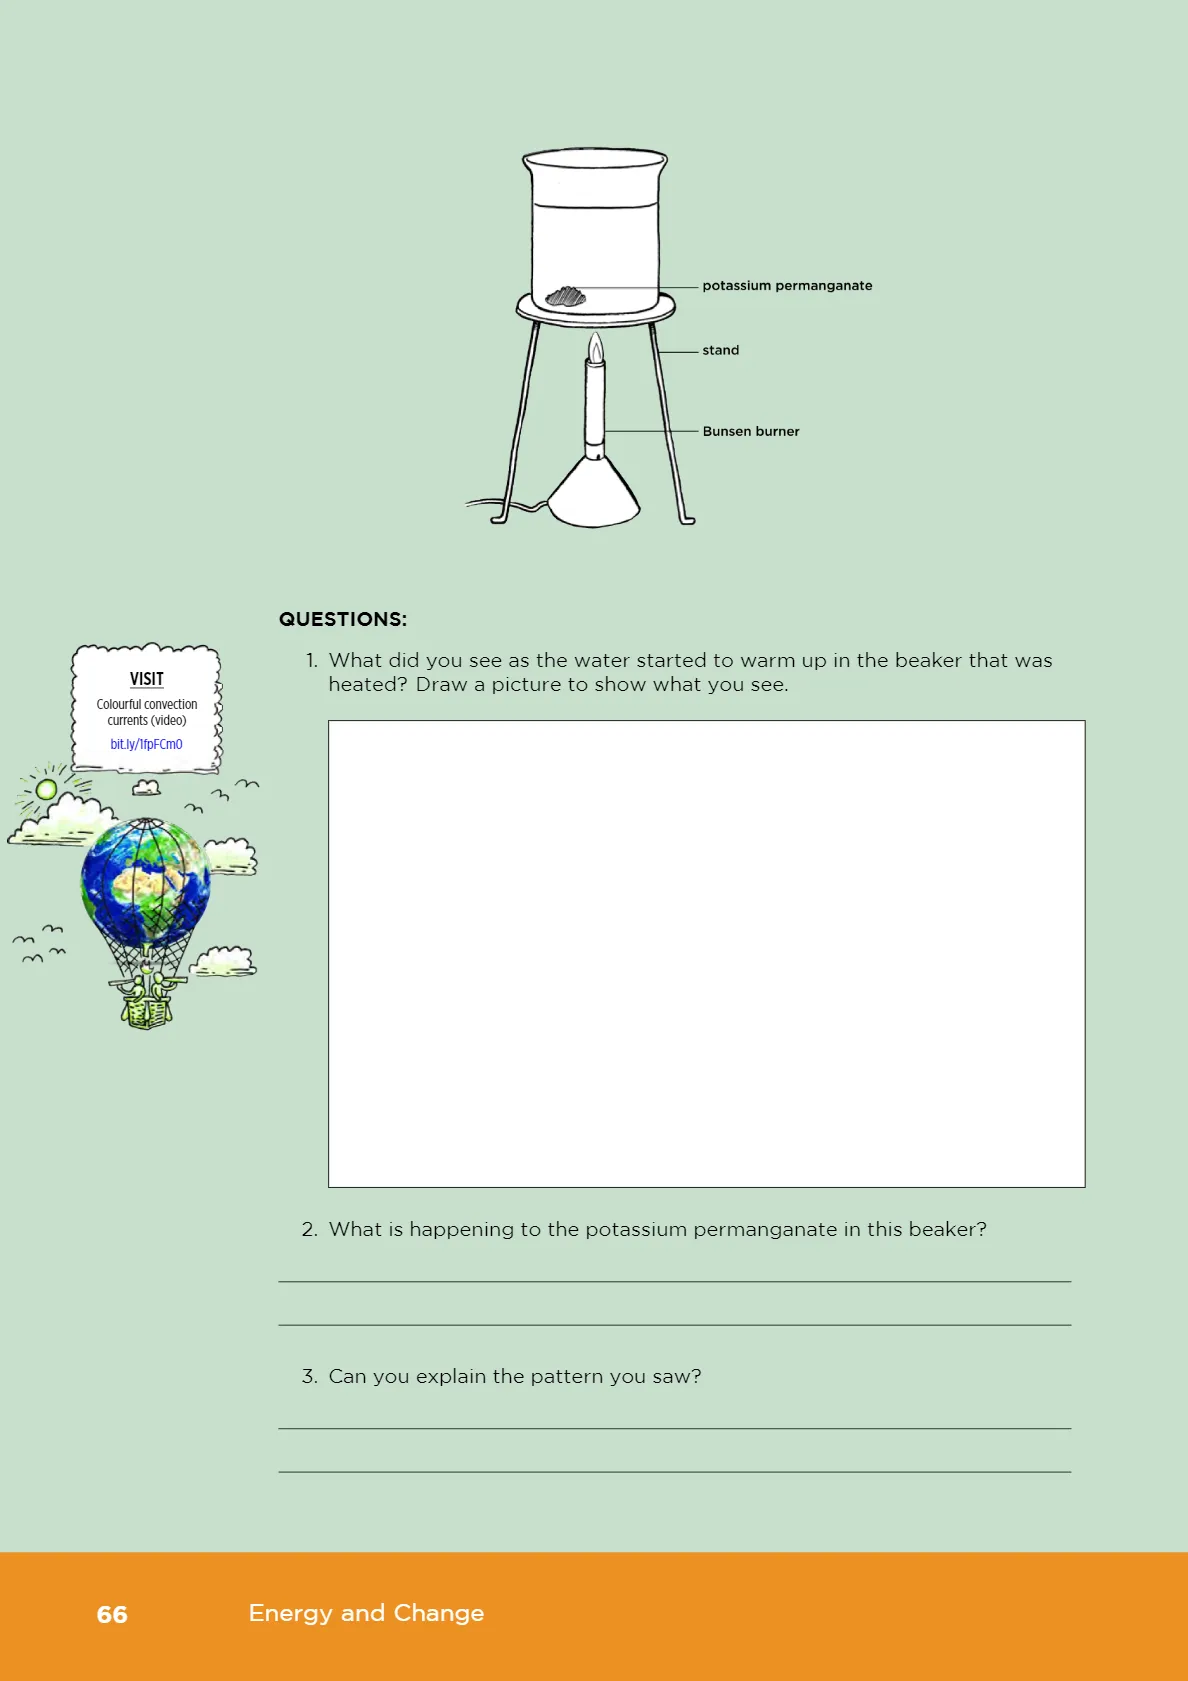 potassium permanganate
stand
Bunsen burner
QUESTIONS:
1. What did you see as the water started to warm up in the beaker that was
heated? Draw a picture to show what you see.
VISIT
Colourful convection
currents (video)
bit.ly/1fpFCm0
2. What is happening to the potassium permanganate in this beaker?
3. Can you explain the pattern you saw?
66
Energy and Change